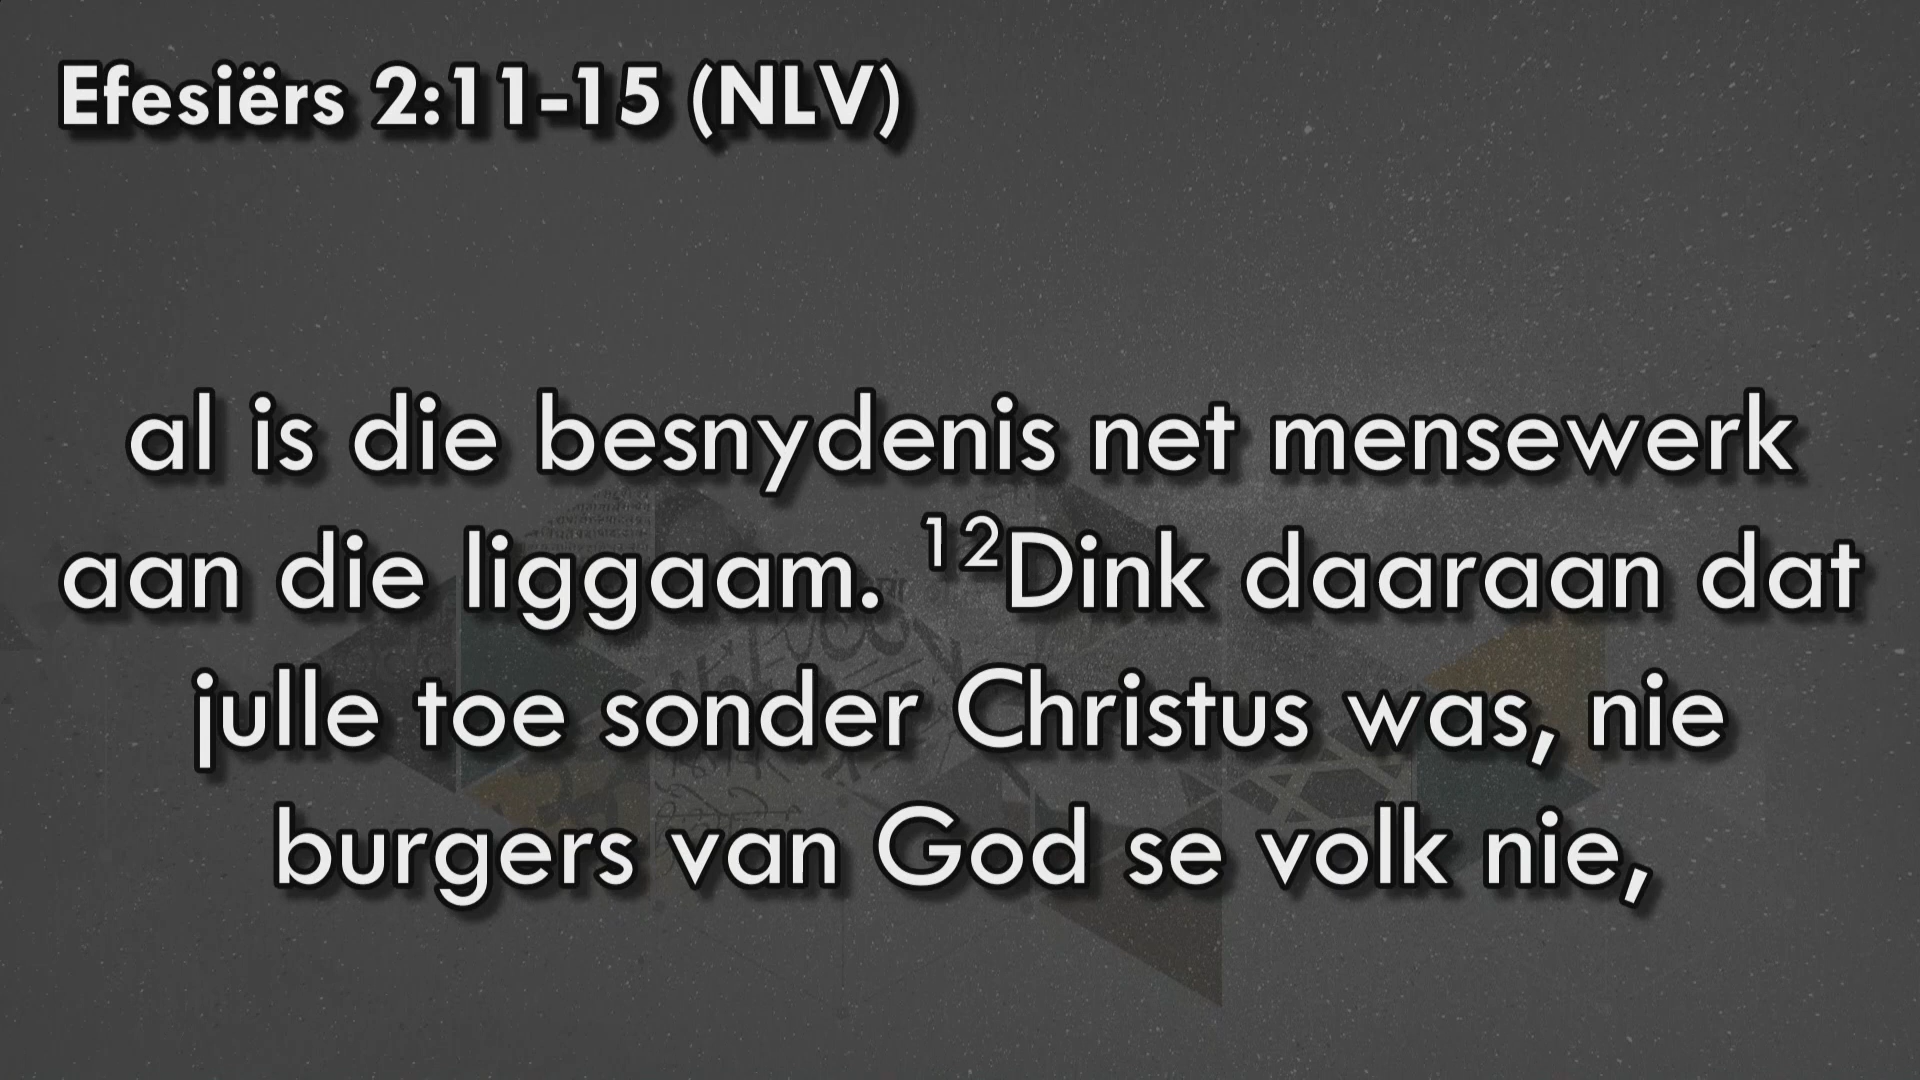 Efesiërs 2:11-15 (NLV)
al is die besnydenis net mensewerk
aan die liggaam. ¹²Dink daaraan dat
julle toe sonder Christus was, nie
burgers van God se volk nie,